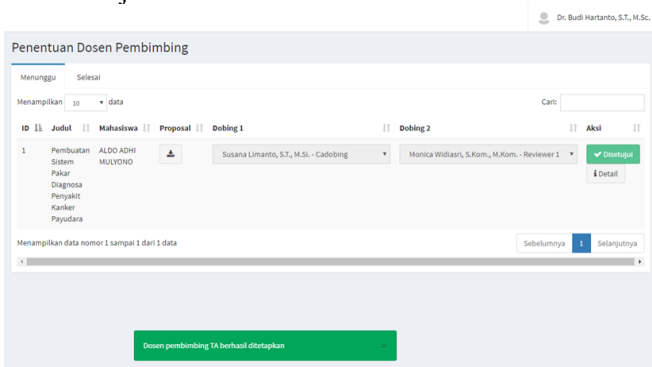 Dr. Budi Hartanto, S.T., M.Sc.
Penentuan Dosen Pembimbing
Menunggu Selesai
Menampilkan 10 data Cari:
ID Judul Mahasiswa Proposal Dobing 1 Dobing 2 Aksi
1 Pembuatan ALDO ADHI Susana Limanto, S.T., M.Si. - Cadobing Monica Widiasri, S.Kom., M.Kom. - Reviewer 1 Disetujui
Sistem MULYONO
Pakar Detail
Diagnosa
Penyakit
Kanker
Payudara
Menampilkan data nomor 1 sampai 1 dari 1 data Sebelumnya 1 Selanjutnya
Dosen pembimbing TA berhasil ditetapkan